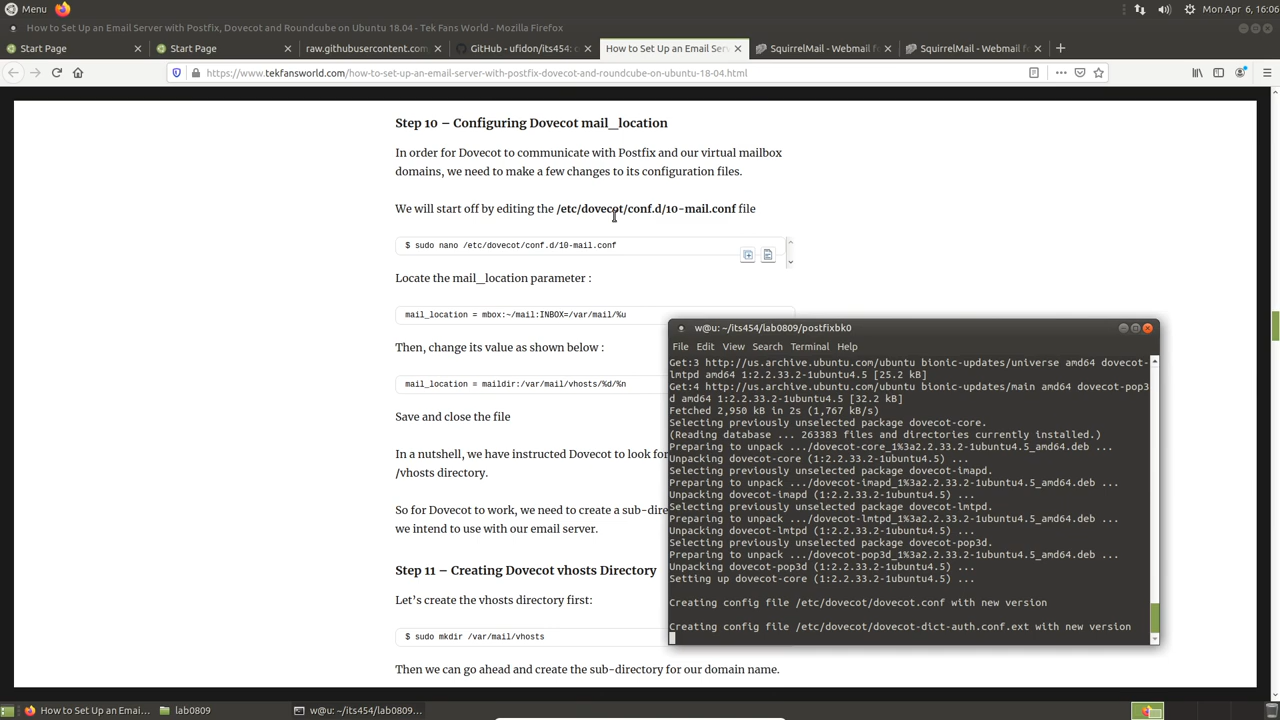 Menu
Mon Apr 6, 16:06
How to Set Up an Email Server with Postfix, Dovecot and Roundcube on Ubuntu 18.04 - Tek Fans World - Mozilla Firefox
Start Page
Start Page
raw.githubusercontent.com
GitHub - ufidon/its454: c
How to Set Up an Email Ser
SquirrelMail - Webmail for
SquirrelMail - Webmail for
https://www.tekfansworld.com/how-to-set-up-an-email-server-with-postfix-dovecot-and-roundcube-on-ubuntu-18-04.html
Step 10 – Configuring Dovecot mail_location
In order for Dovecot to communicate with Postfix and our virtual mailbox
domains, we need to make a few changes to its configuration files.
We will start off by editing the /etc/dovecot/conf.d/10-mail.conf file
$ sudo nano /etc/dovecot/conf.d/10-mail.conf
Locate the mail_location parameter :
mail_location = mbox:~/mail:INBOX=/var/mail/%u
Then, change its value as shown below :
mail_location = maildir:/var/mail/vhosts/%d/%n
Save and close the file
In a nutshell, we have instructed Dovecot to look for
/vhosts directory.
So for Dovecot to work, we need to create a sub-dire
we intend to use with our email server.
Step 11 – Creating Dovecot vhosts Directory
Let's create the vhosts directory first:
$ sudo mkdir /var/mail/vhosts
Then we can go ahead and create the sub-directory for our domain name.
w@u: ~/its454/lab0809/postfixbk0
File Edit View Search Terminal Help
Get:3 http://us.archive.ubuntu.com/ubuntu bionic-updates/universe amd64 dovecot-
lmtpd amd64 1:2.2.33.2-1ubuntu4.5 [25.2 kB]
Get:4 http://us.archive.ubuntu.com/ubuntu bionic-updates/main amd64 dovecot-pop3
d amd64 1:2.2.33.2-1ubuntu4.5 [32.2 kB]
Fetched 2,950 kB in 2s (1,767 kB/s)
Selecting previously unselected package dovecot-core.
(Reading database ... 263383 files and directories currently installed.)
Preparing to unpack .../dovecot-core_1%3a2.2.33.2-1ubuntu4.5_amd64.deb ...
Unpacking dovecot-core (1:2.2.33.2-1ubuntu4.5) ...
Selecting previously unselected package dovecot-imapd.
Preparing to unpack .../dovecot-imapd_1%3a2.2.33.2-1ubuntu4.5_amd64.deb ...
Unpacking dovecot-imapd (1:2.2.33.2-1ubuntu4.5) ...
Selecting previously unselected package dovecot-lmtpd.
Preparing to unpack .../dovecot-lmtpd_1%3a2.2.33.2-1ubuntu4.5_amd64.deb ...
Unpacking dovecot-lmtpd (1:2.2.33.2-1ubuntu4.5) ...
Selecting previously unselected package dovecot-pop3d.
Preparing to unpack .../dovecot-pop3d_1%3a2.2.33.2-1ubuntu4.5_amd64.deb ...
Unpacking dovecot-pop3d (1:2.2.33.2-1ubuntu4.5) ...
Setting up dovecot-core (1:2.2.33.2-1ubuntu4.5) ...
Creating config file /etc/dovecot/dovecot.conf with new version
Creating config file /etc/dovecot/dovecot-dict-auth.conf.ext with new version
How to Set Up an Emai...
lab0809
w@u: ~/its454/lab0809...